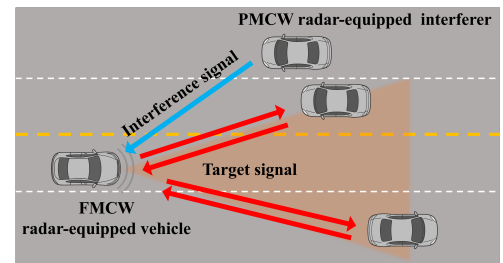 PMCW radar-equipped interferer
Interference signal
Target signal
FMCW
radar-equipped vehicle